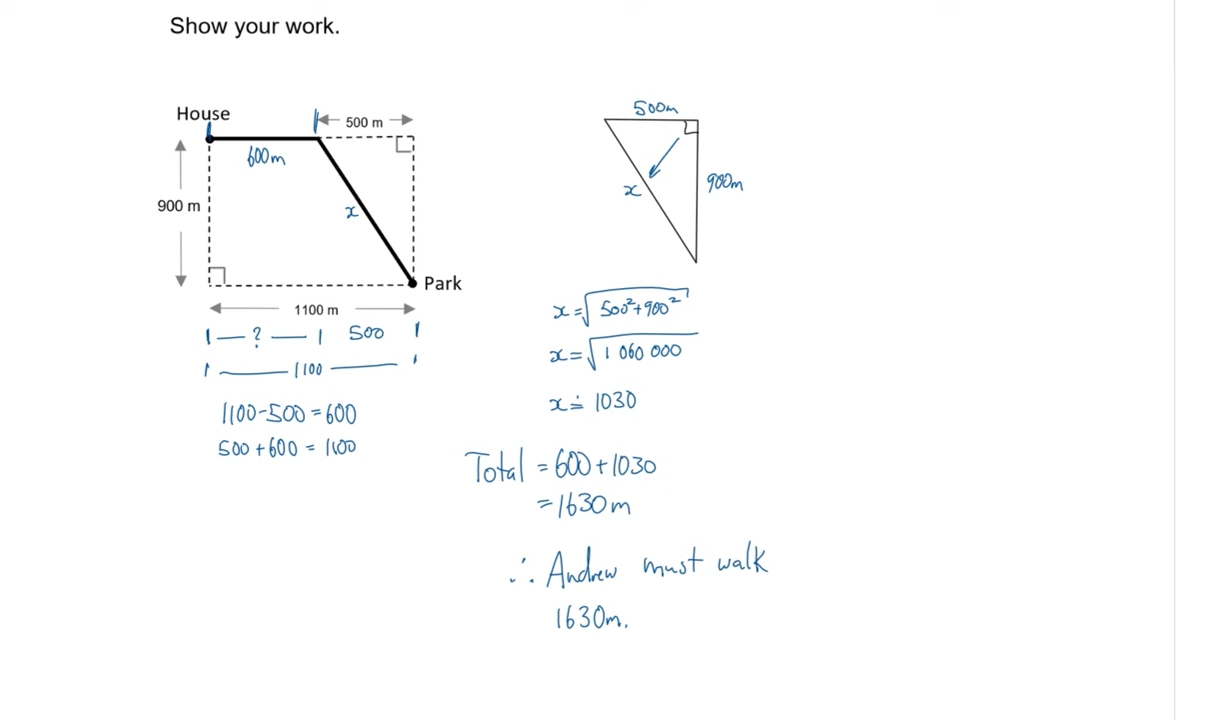 Show your work.
House
500 m
600m
900 m
x
Park
1100 m
? 500
1100
1100-500=600
500+600=1100
500m
x
900m
x=√500²+900²
x=√1 060 000
x≐1030
Total = 600+1030
=1630m
∴ Andrew must walk
1630m.